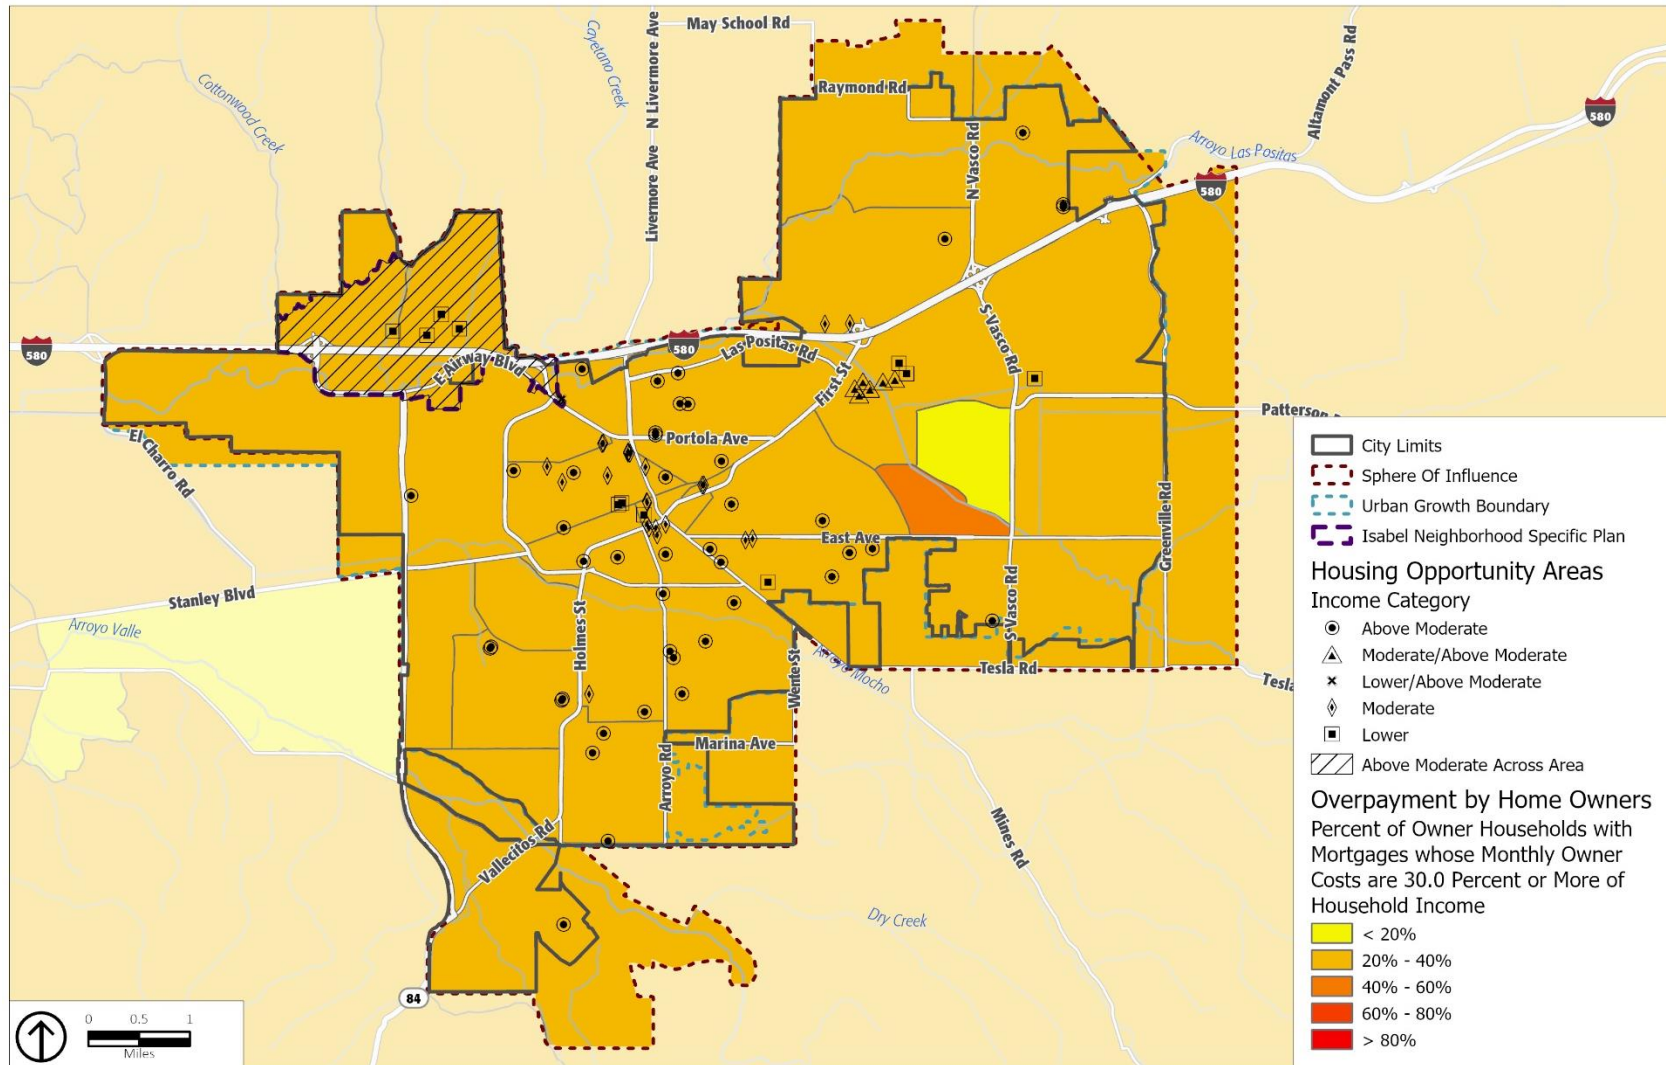 May School Rd
Cayetano Creek
N Livermore Ave
Livermore Ave
Cottonwood Creek
Raymond Rd
N Vasco Rd
Altamont Pass Rd
Arroyo Las Positas
580
580
580
580
E Airway Blvd
Las Positas Rd
First St
S Vasco Rd
Portola Ave
Patterson
El Charro Rd
East Ave
Greenville Rd
Stanley Blvd
Arroyo Valle
Holmes St
S Vasco Rd
Wente St
Arroyo Mocho
Tesla Rd
Tesla
Marina Ave
Arroyo Rd
Mines Rd
Vallecitos Rd
Dry Creek
84
0 0.5 1
Miles
City Limits
Sphere Of Influence
Urban Growth Boundary
Isabel Neighborhood Specific Plan
Housing Opportunity Areas
Income Category
Above Moderate
Moderate/Above Moderate
Lower/Above Moderate
Moderate
Lower
Above Moderate Across Area
Overpayment by Home Owners
Percent of Owner Households with
Mortgages whose Monthly Owner
Costs are 30.0 Percent or More of
Household Income
< 20%
20% - 40%
40% - 60%
60% - 80%
> 80%